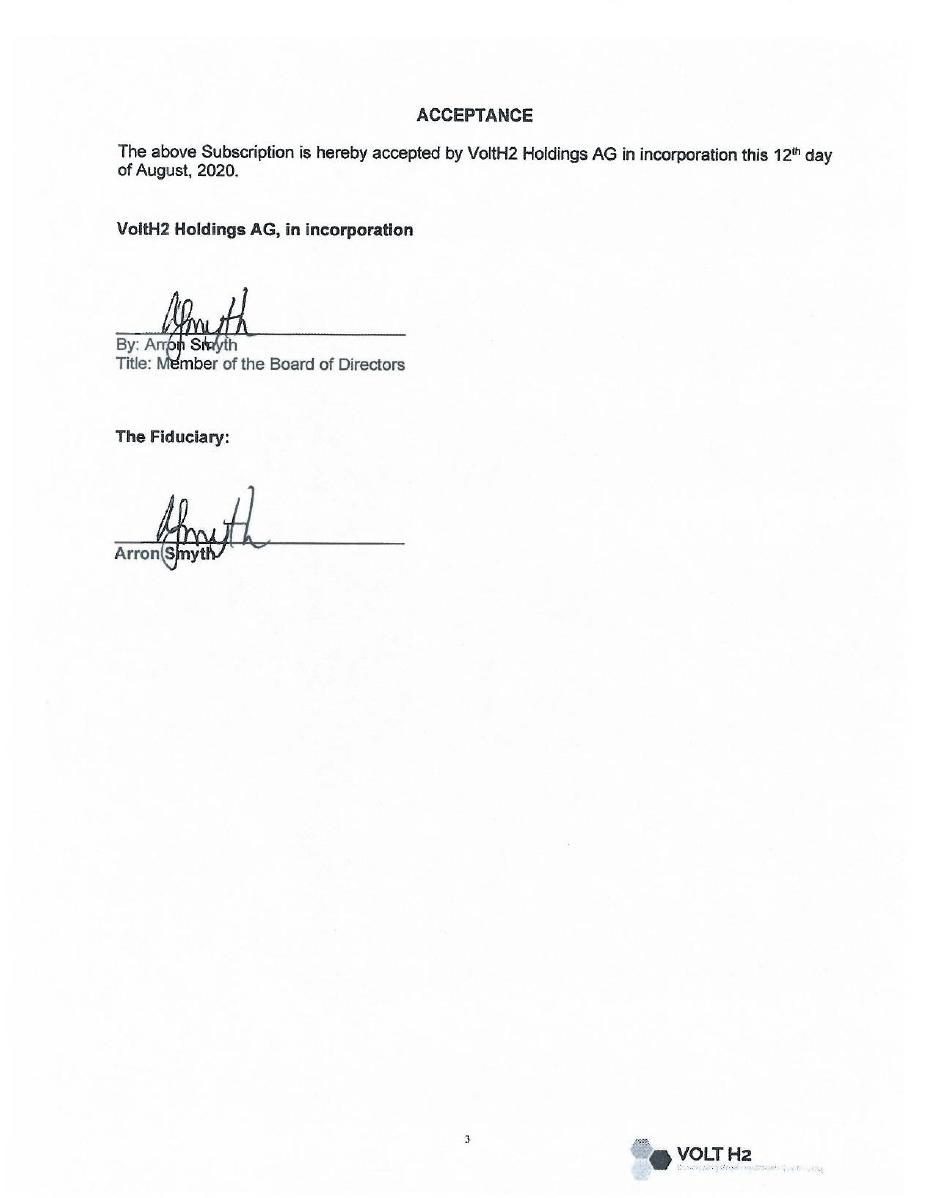 ACCEPTANCE
The above Subscription is hereby accepted by VoltH2 Holdings AG in incorporation this 12th day
of August, 2020.
VoltH2 Holdings AG, in incorporation
ASmyth
By: Arron Smyth
Title: Member of the Board of Directors
The Fiduciary:
ASmyth
Arron Smyth
3
VOLT H2